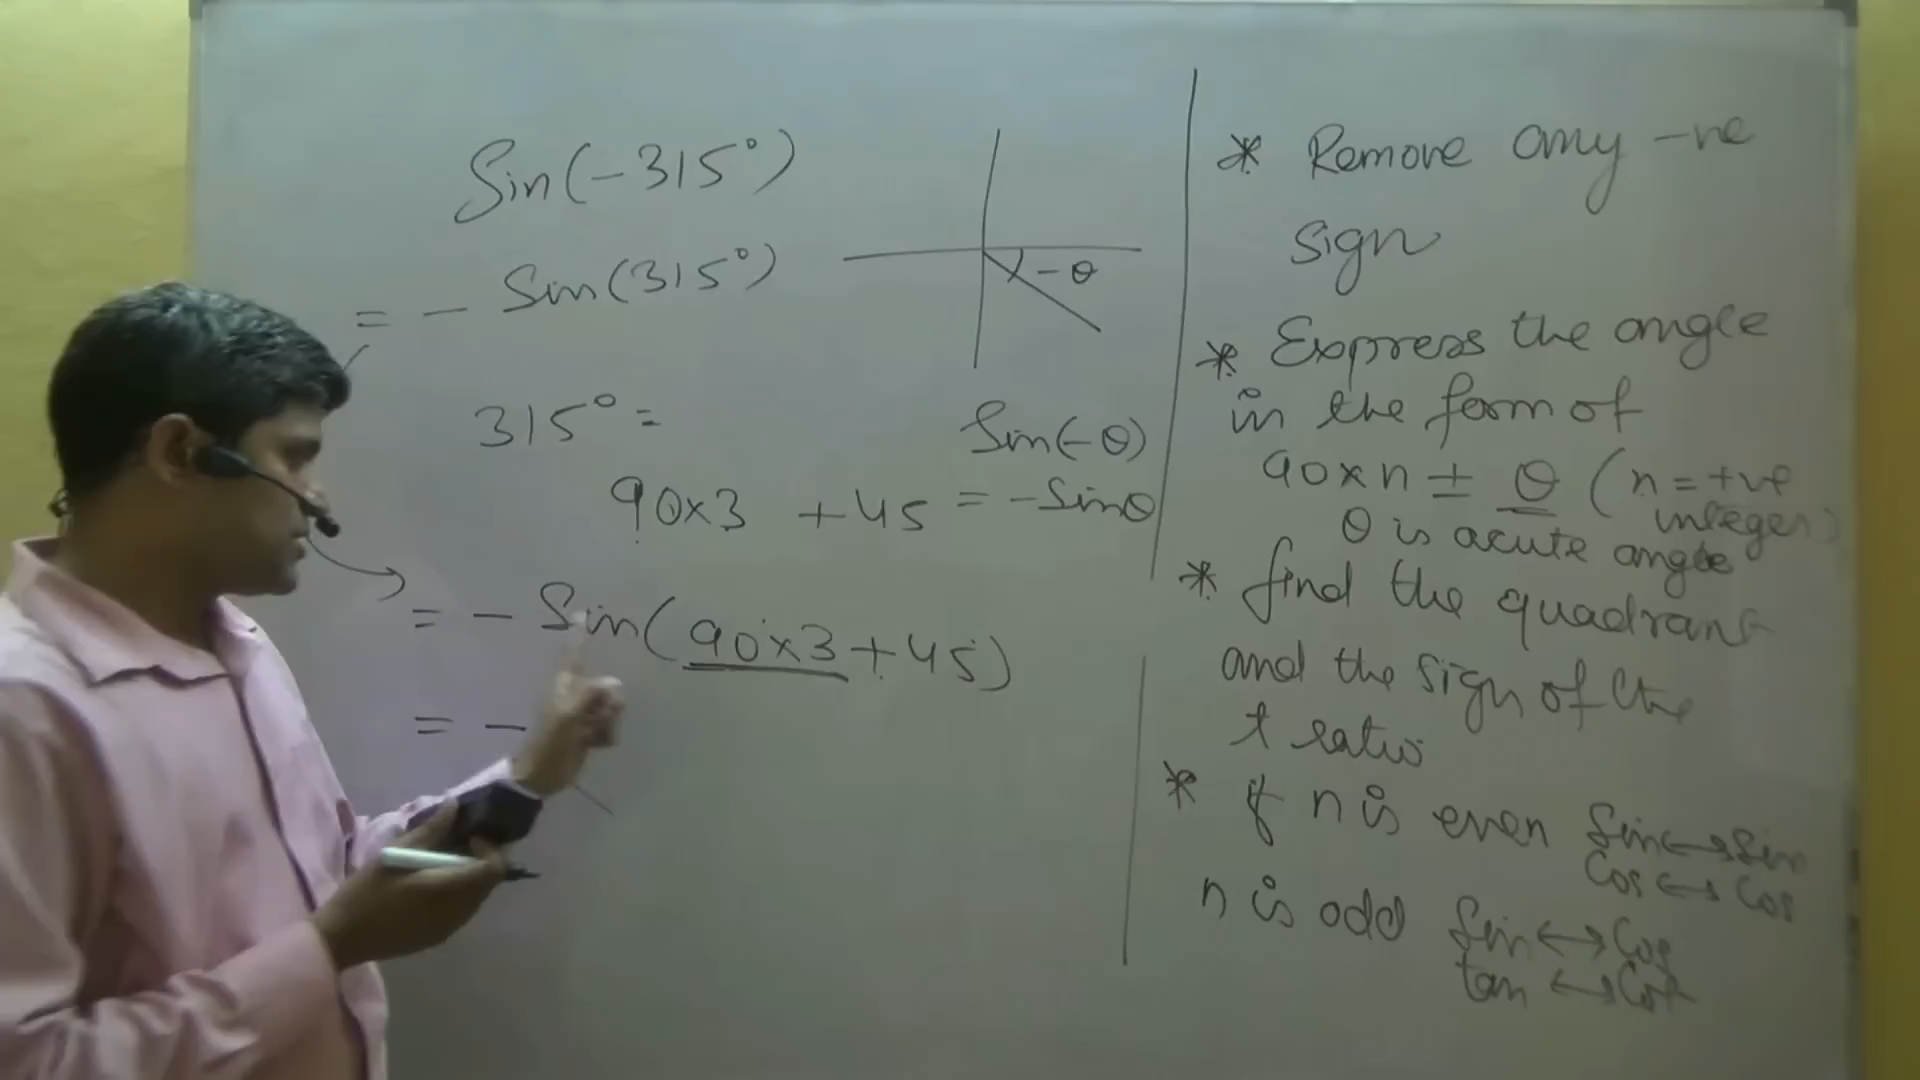 Sin(-315°)
= - Sin(315°)
-θ
315° =
90×3 +45
Sin(-θ)
= -Sinθ
= - Sin(90×3+45)
= -
* Remove any -ve
sign
* Express the angle
in the form of
90×n ± θ (n=+ve
integer)
θ is acute angle
* find the quadrant
and the sign of the
t ratio
* if n is even Sin↔Sin
Cos↔Cos
n is odd Sin↔Cos
tan↔Cot